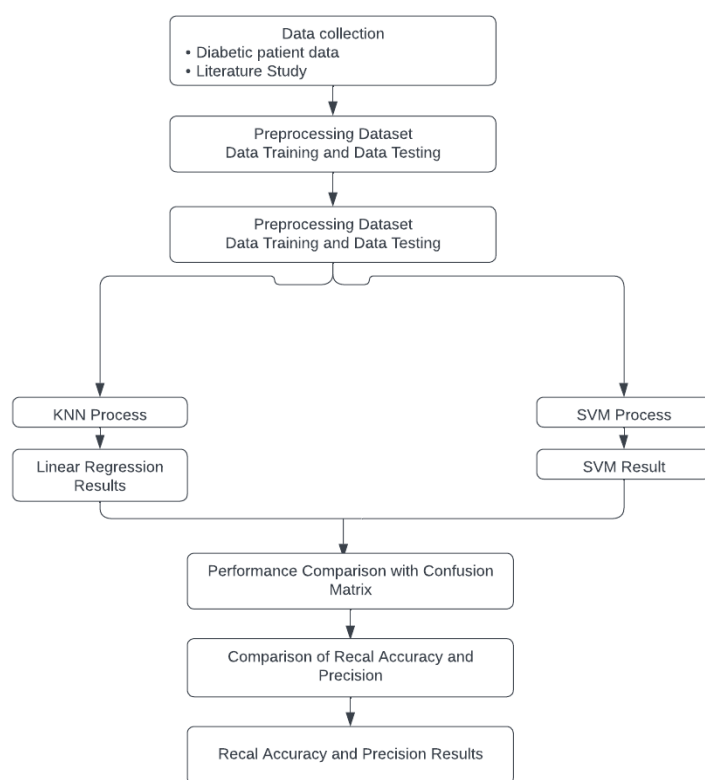 Data collection
• Diabetic patient data
• Literature Study
Preprocessing Dataset
Data Training and Data Testing
Preprocessing Dataset
Data Training and Data Testing
KNN Process
SVM Process
Linear Regression
Results
SVM Result
Performance Comparison with Confusion
Matrix
Comparison of Recal Accuracy and
Precision
Recal Accuracy and Precision Results